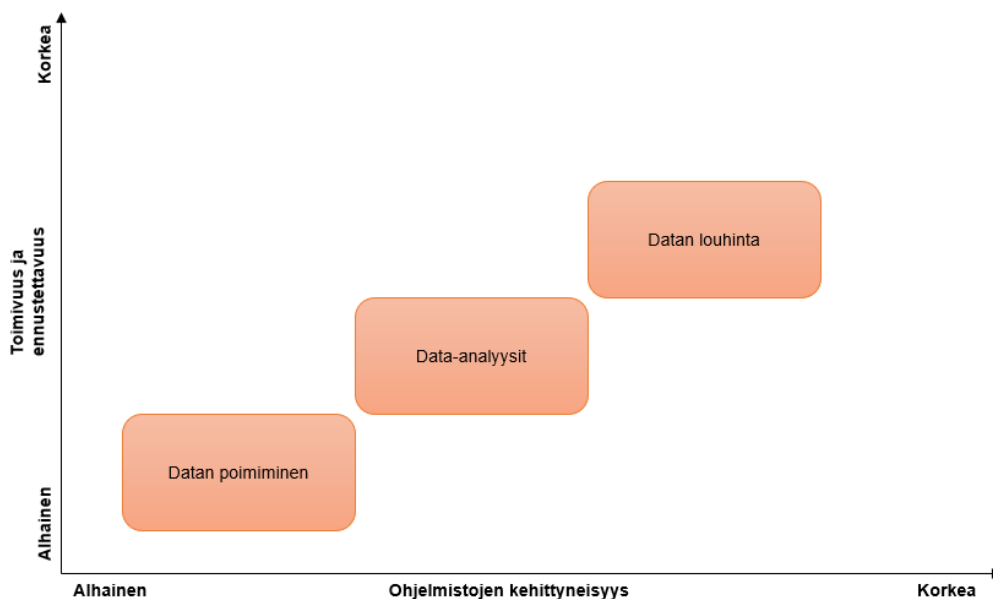 Korkea
Toimivuus ja
ennustettavuus
Alhainen
Datan louhinta
Data-analyysit
Datan poimiminen
Alhainen
Ohjelmistojen kehittyneisyys
Korkea